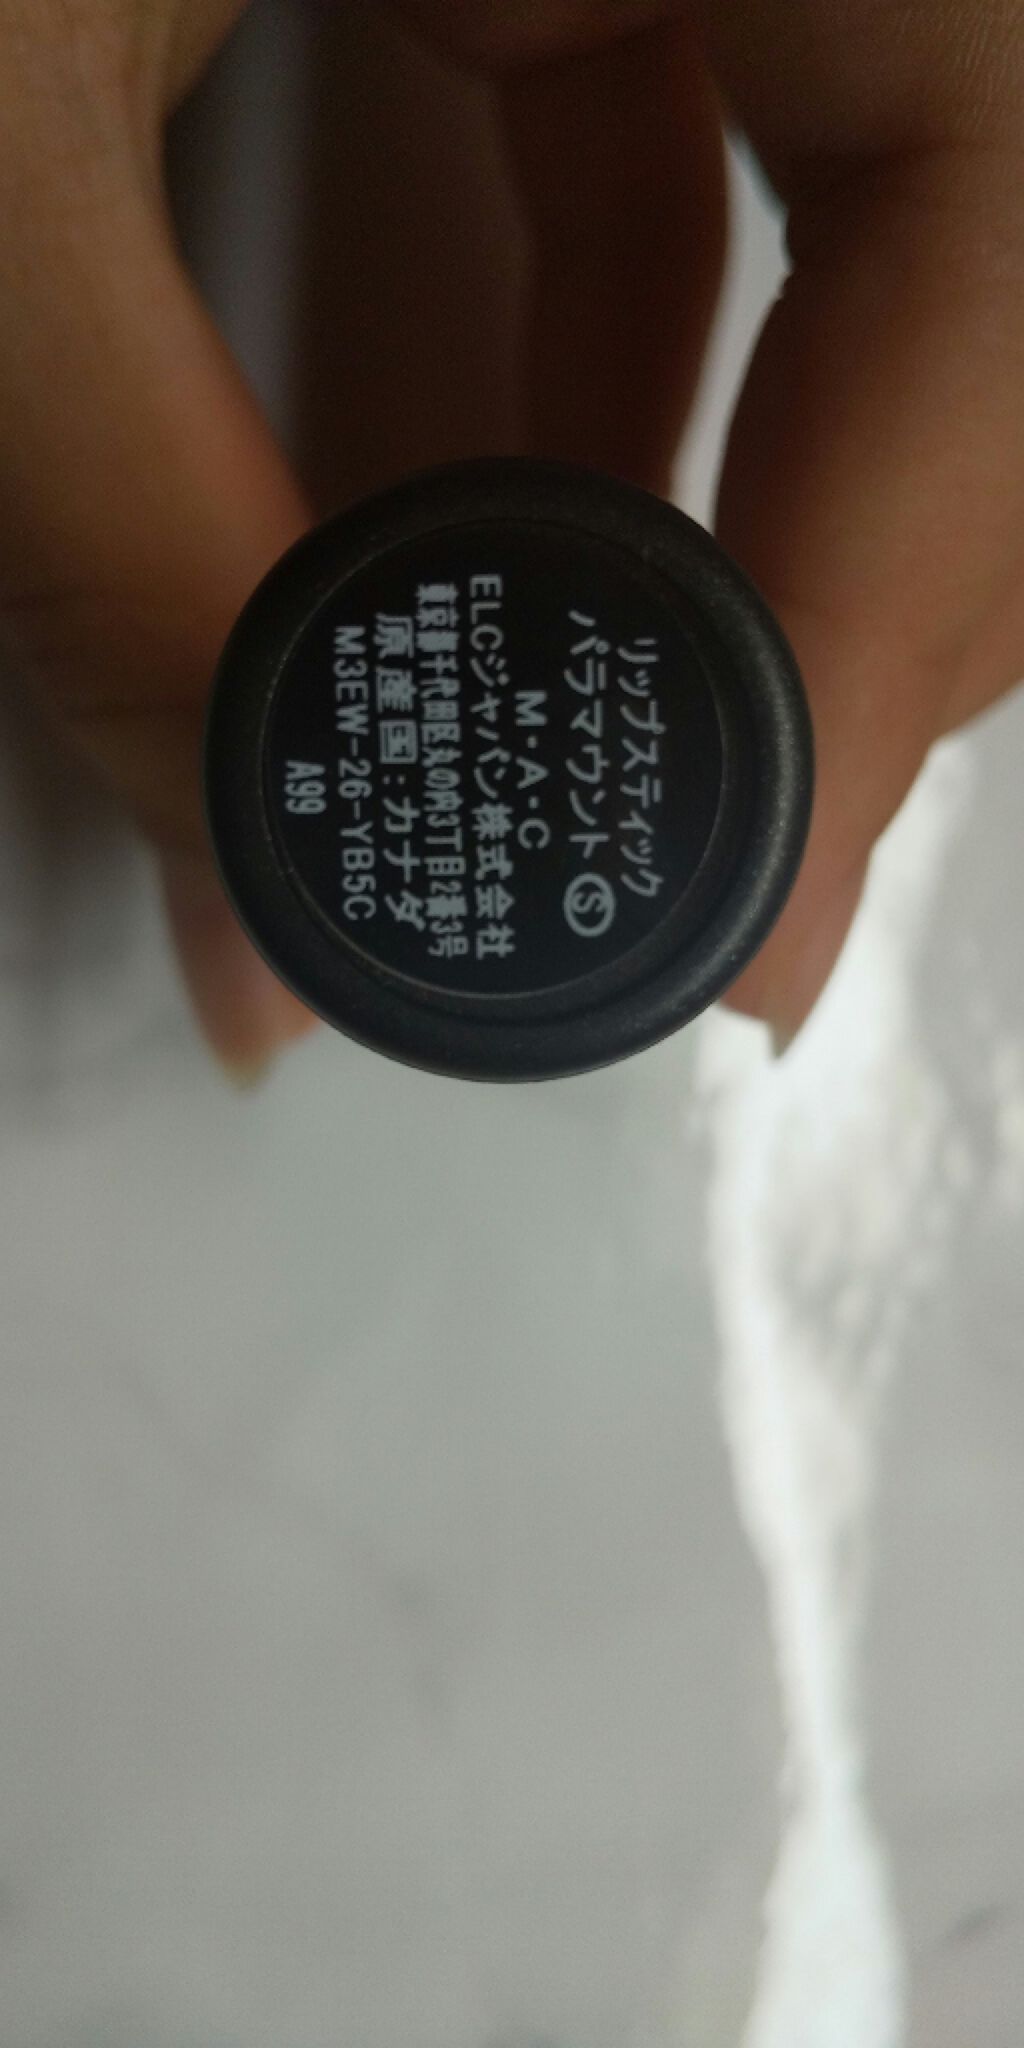 リップスティック
パラマウント Ⓢ
M・A・C
ELCジャパン株式会社
東京都千代田区丸の内3丁目2番3号
原産国:カナダ
M3EW-26-YB5C
A99